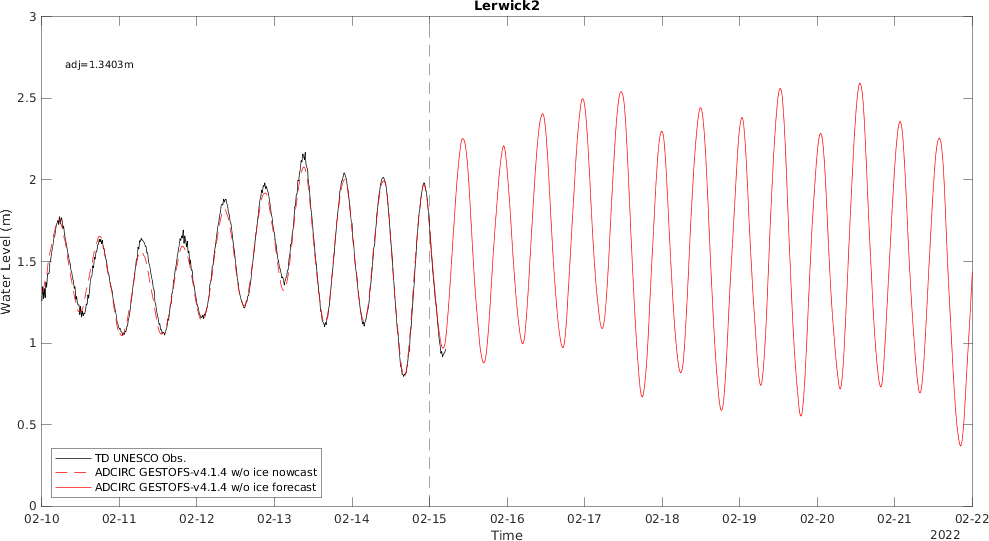 Lerwick2
3
adj=1.3403m
2.5
2
Water Level (m)
1.5
1
0.5
TD UNESCO Obs.
ADCIRC GESTOFS-v4.1.4 w/o ice nowcast
ADCIRC GESTOFS-v4.1.4 w/o ice forecast
0
02-10 02-11 02-12 02-13 02-14 02-15 02-16 02-17 02-18 02-19 02-20 02-21 02-22
Time
2022